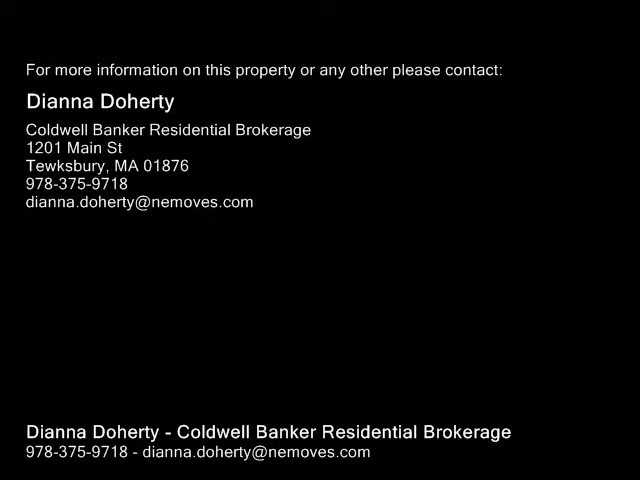 For more information on this property or any other please contact:
Dianna Doherty
Coldwell Banker Residential Brokerage
1201 Main St
Tewksbury, MA 01876
978-375-9718
dianna.doherty@nemoves.com
Dianna Doherty - Coldwell Banker Residential Brokerage
978-375-9718 - dianna.doherty@nemoves.com